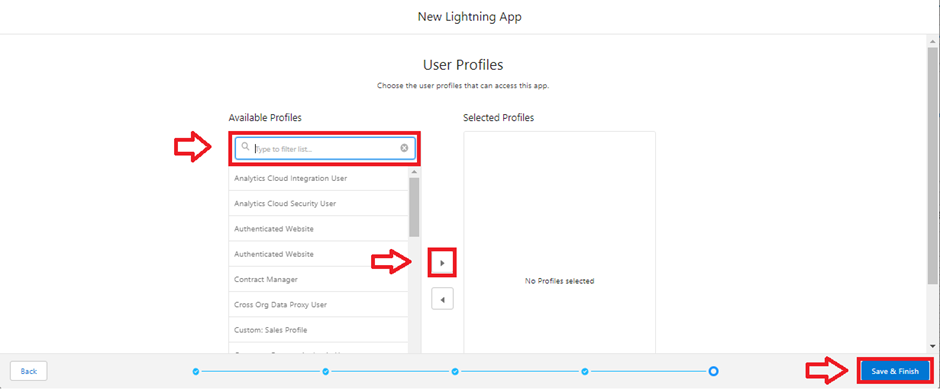 New Lightning App
User Profiles
Choose the user profiles that can access this app.
Available Profiles
Selected Profiles
Type to filter list...
Analytics Cloud Integration User
Analytics Cloud Security User
Authenticated Website
Authenticated Website
Contract Manager
Cross Org Data Proxy User
Custom: Sales Profile
No Profiles selected
Back
Save & Finish